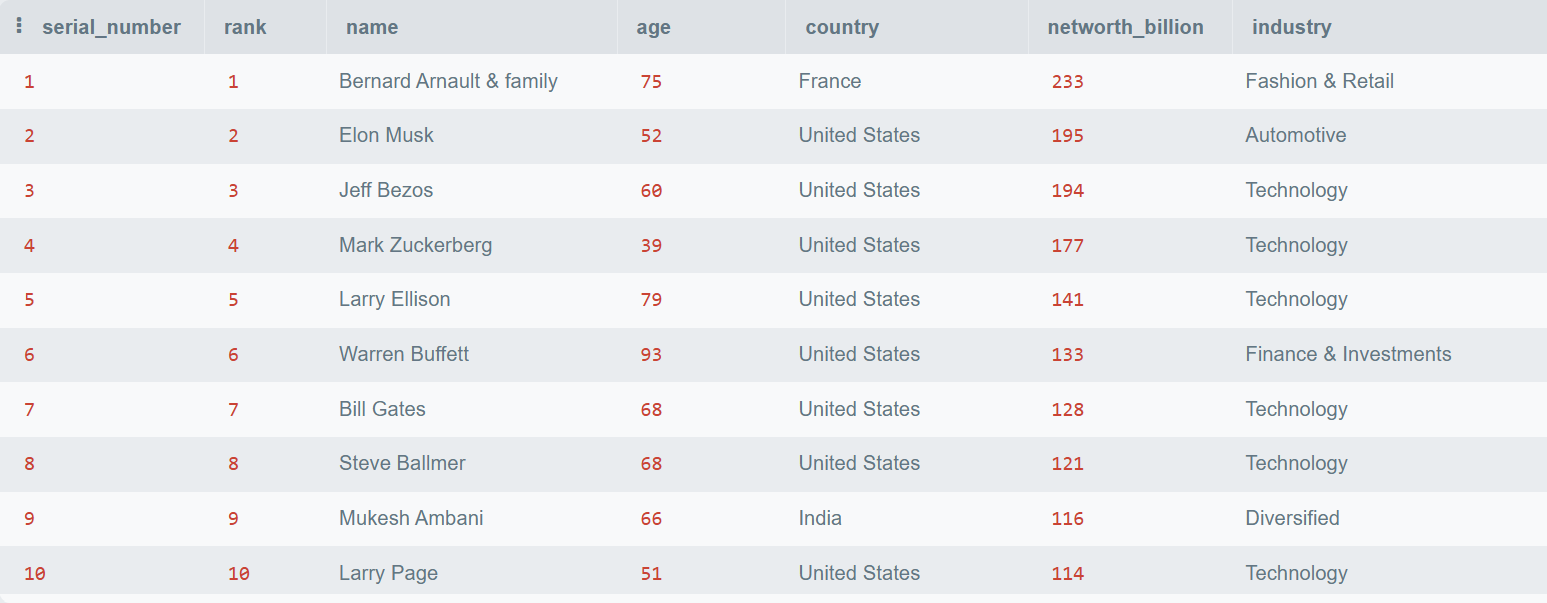 serial_number rank name age country networth_billion industry
1 1 Bernard Arnault & family 75 France 233 Fashion & Retail
2 2 Elon Musk 52 United States 195 Automotive
3 3 Jeff Bezos 60 United States 194 Technology
4 4 Mark Zuckerberg 39 United States 177 Technology
5 5 Larry Ellison 79 United States 141 Technology
6 6 Warren Buffett 93 United States 133 Finance & Investments
7 7 Bill Gates 68 United States 128 Technology
8 8 Steve Ballmer 68 United States 121 Technology
9 9 Mukesh Ambani 66 India 116 Diversified
10 10 Larry Page 51 United States 114 Technology